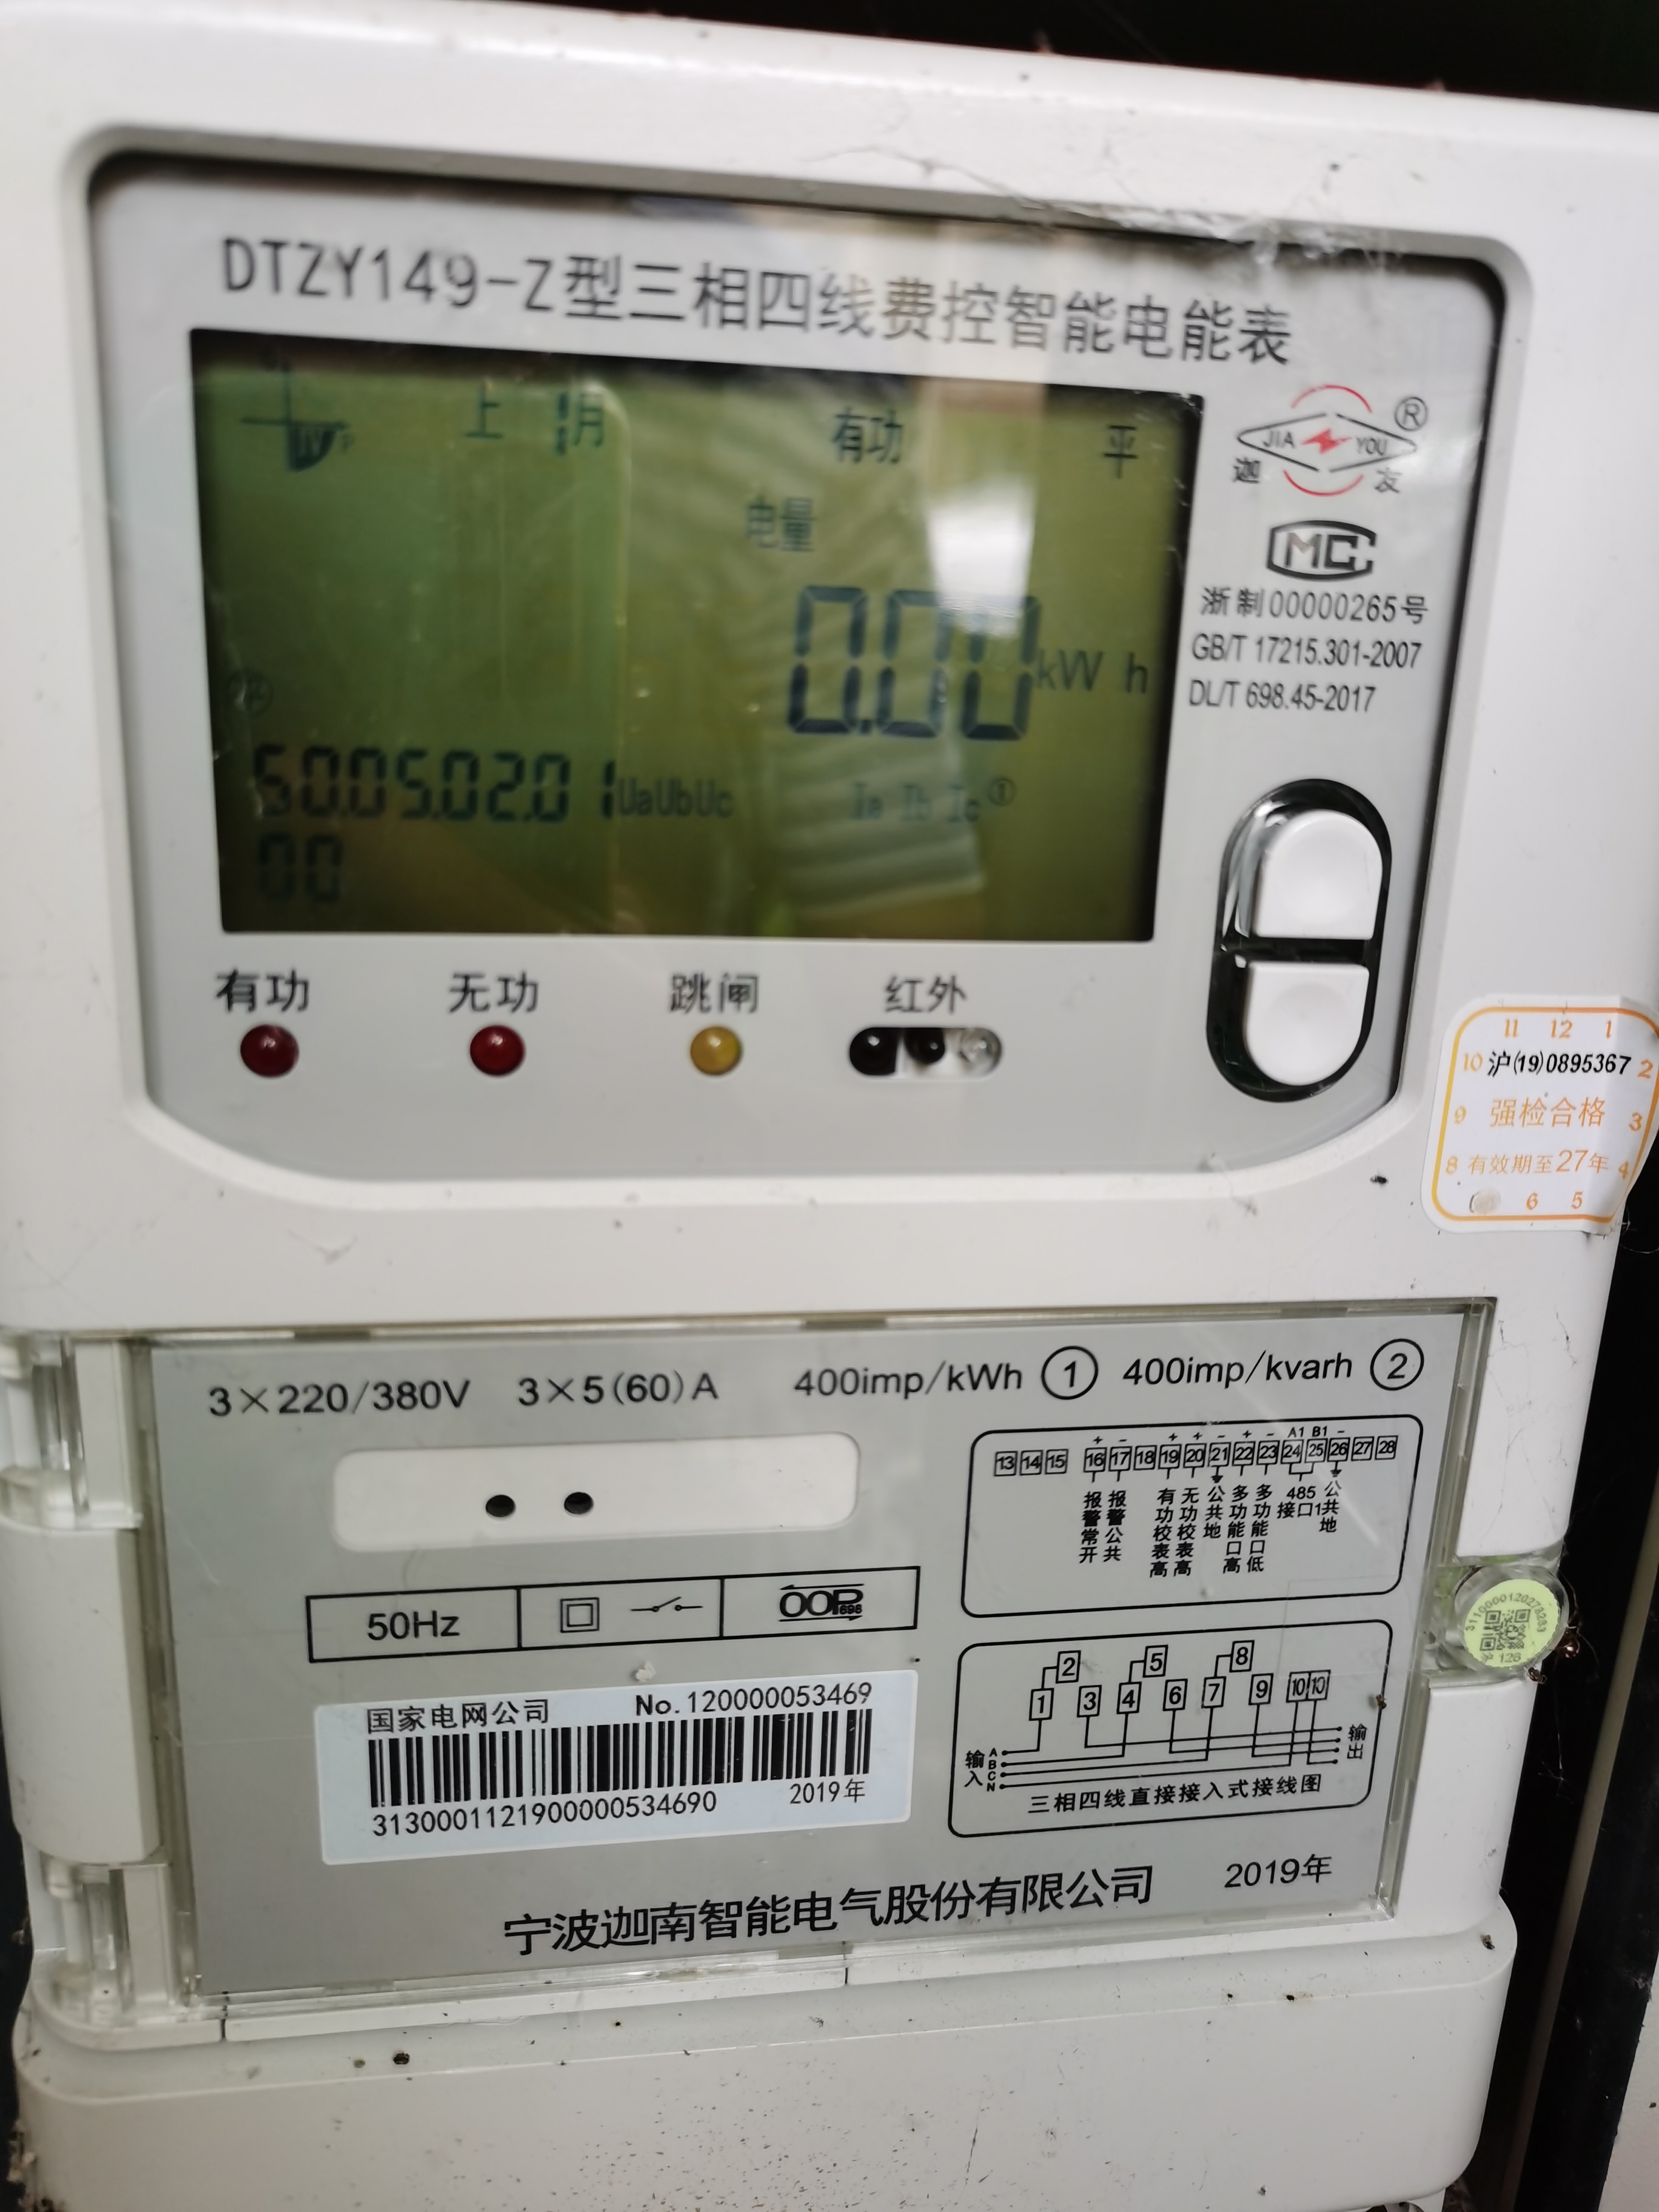 DTZY149-Z型三相四线费控智能电能表
上1月 有功 平
电量
0.00 kWh
50.05.02.01 UaUbUc Ia Ib Ic ①
00
JIA YOU ®
迦 友
MC
浙制00000265号
GB/T 17215.301-2007
DL/T 698.45-2017
有功 无功 跳闸 红外
11 12 1
10 沪(19)0895367 2
9 强检合格 3
8 有效期至27年 4
6 5
3×220/380V 3×5(60)A 400imp/kWh ① 400imp/kvarh ②
+ - + + - + - A1 B1 -
13 14 15 16 17 18 19 20 21 22 23 24 25 26 27 28
报警常开
报警公共
有功校表高
无功校表高
公共地
多功能口高
多功能口低
485接口1
公共地
50Hz
OOP 698
国家电网公司 No.120000053469
3130001121900000534690 2019年
2 5 8
1 3 4 6 7 9 10 10
输入 A B C N
输出
三相四线直接接入式接线图
宁波迦南智能电气股份有限公司 2019年